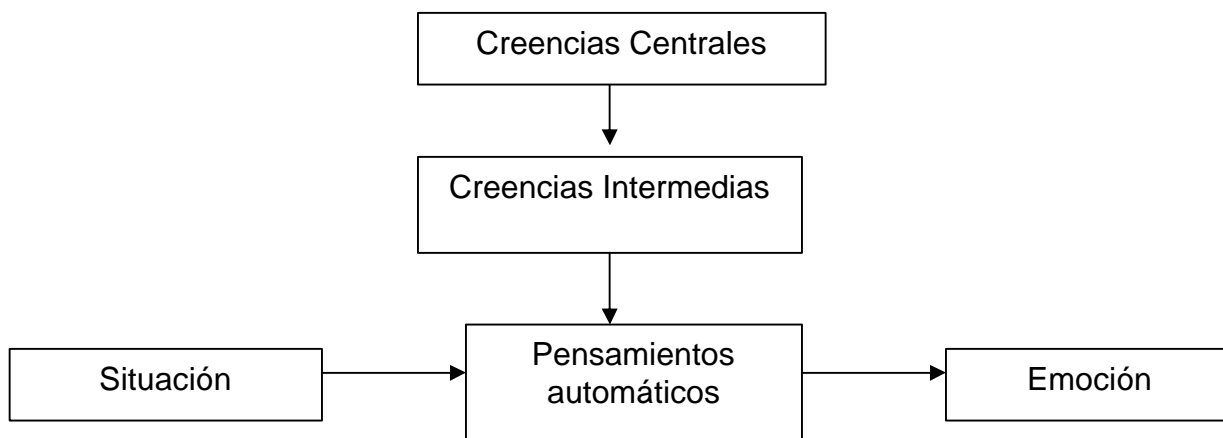 Creencias Centrales
Creencias Intermedias
Situación
Pensamientos
automáticos
Emoción